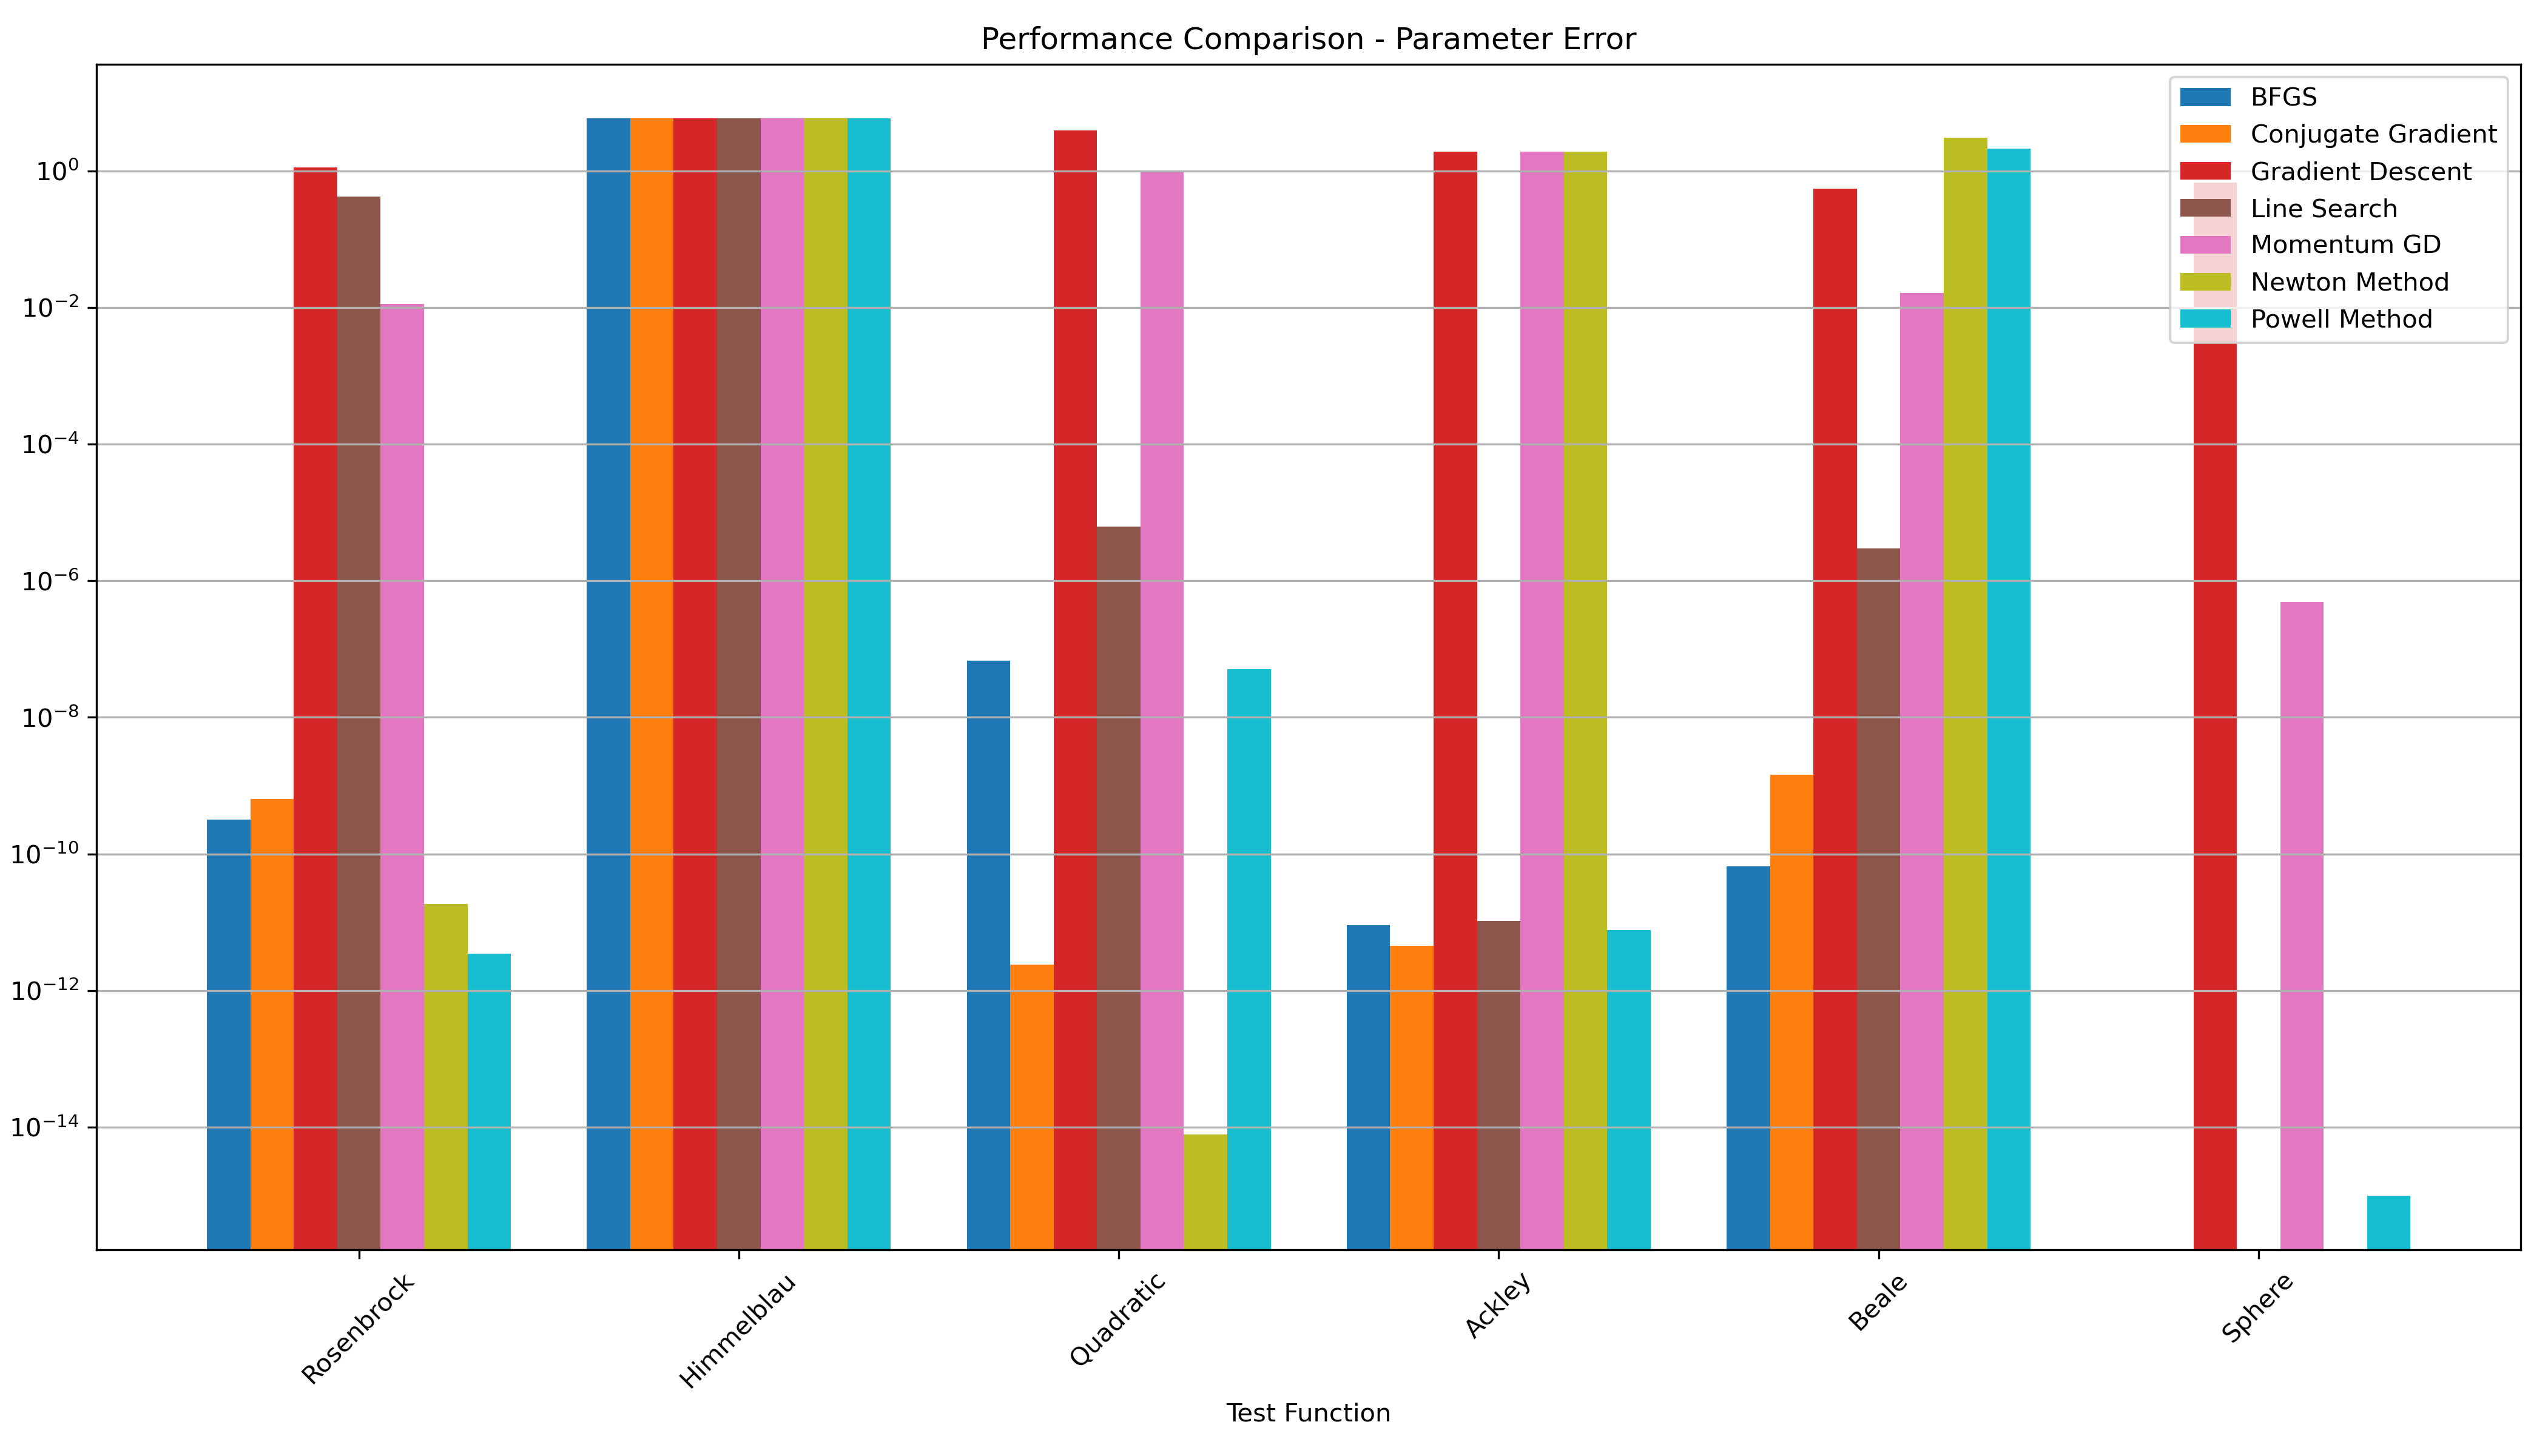 Performance Comparison - Parameter Error
BFGS
Conjugate Gradient
Gradient Descent
Line Search
Momentum GD
Newton Method
Powell Method
10⁰
10⁻²
10⁻⁴
10⁻⁶
10⁻⁸
10⁻¹⁰
10⁻¹²
10⁻¹⁴
Rosenbrock
Himmelblau
Quadratic
Ackley
Beale
Sphere
Test Function